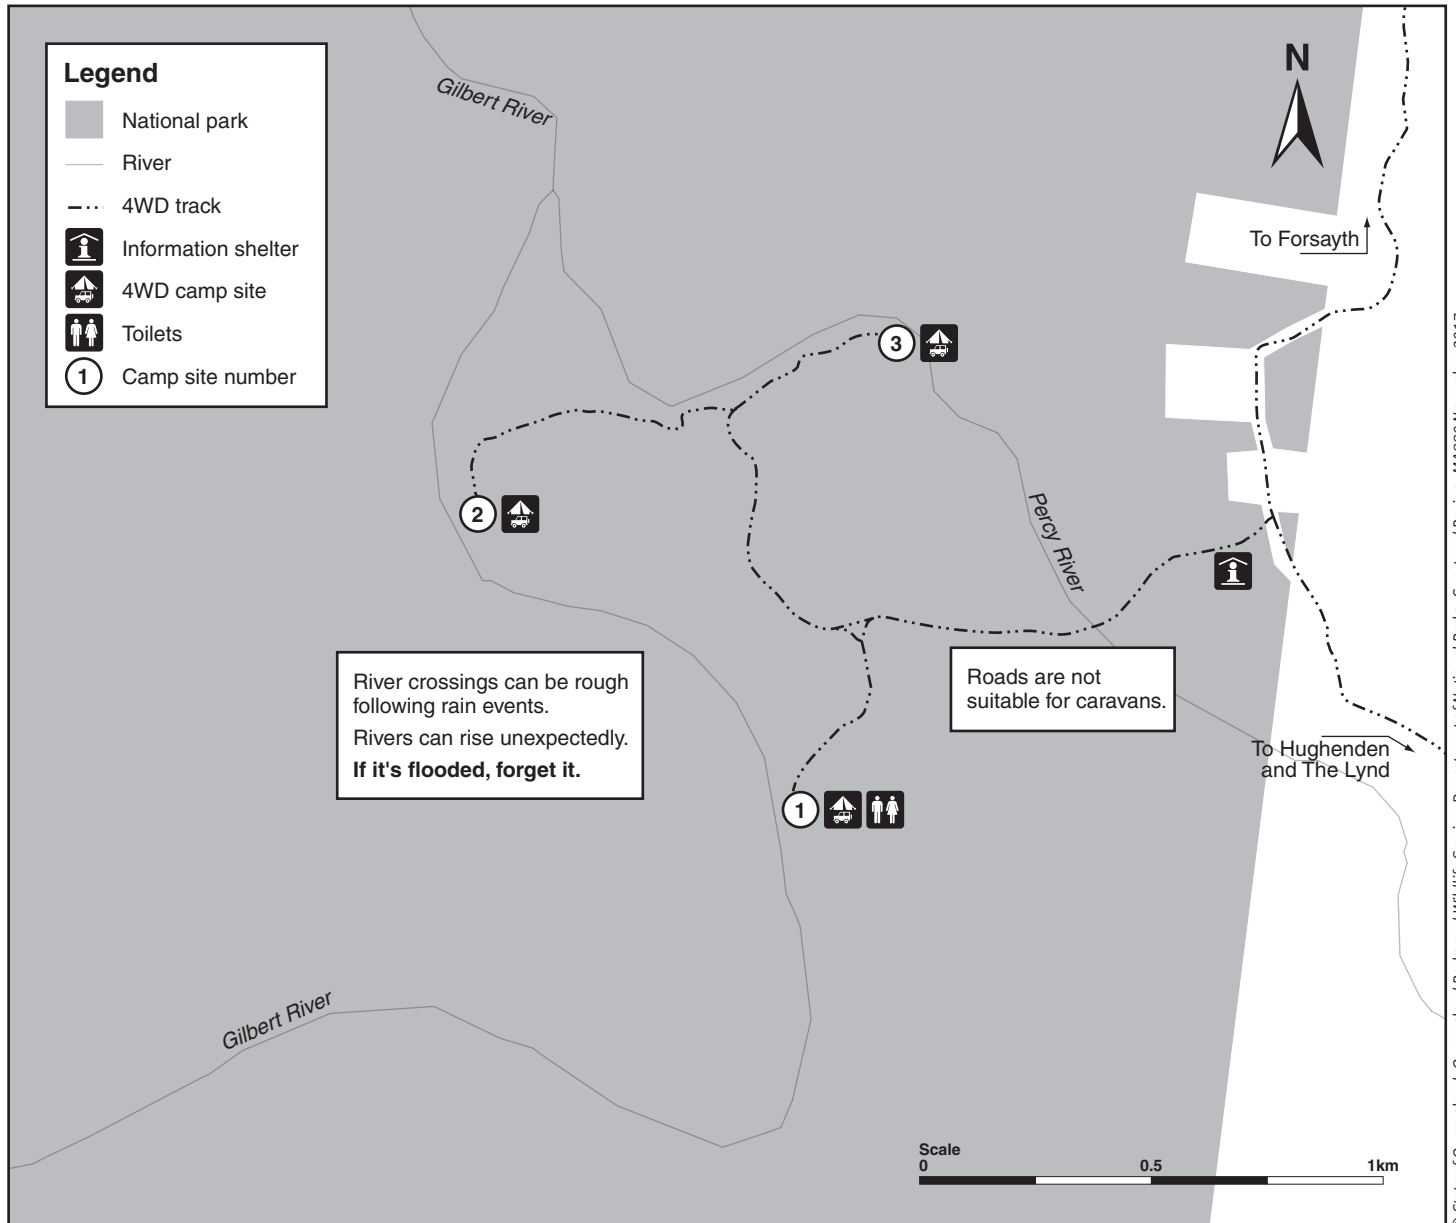 Legend
National park
River
4WD track
Information shelter
4WD camp site
Toilets
1 Camp site number
Gilbert River
N
To Forsayth
3
2
Percy River
River crossings can be rough
following rain events.
Rivers can rise unexpectedly.
If it's flooded, forget it.
Roads are not
suitable for caravans.
To Hughenden
and The Lynd
1
Gilbert River
Scale
0 0.5 1km